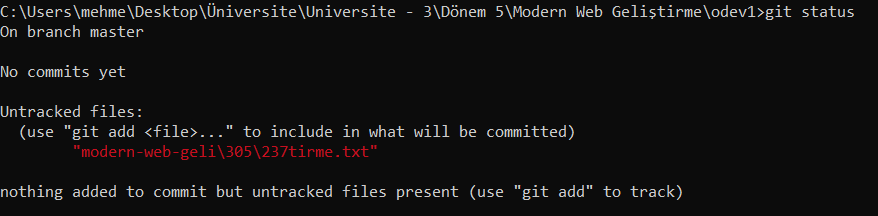 C:\Users\mehme\Desktop\Üniversite\Universite - 3\Dönem 5\Modern Web Geliştirme\odev1>git status
On branch master
No commits yet
Untracked files:
(use "git add <file>..." to include in what will be committed)
"modern-web-geli\305\237tirme.txt"
nothing added to commit but untracked files present (use "git add" to track)